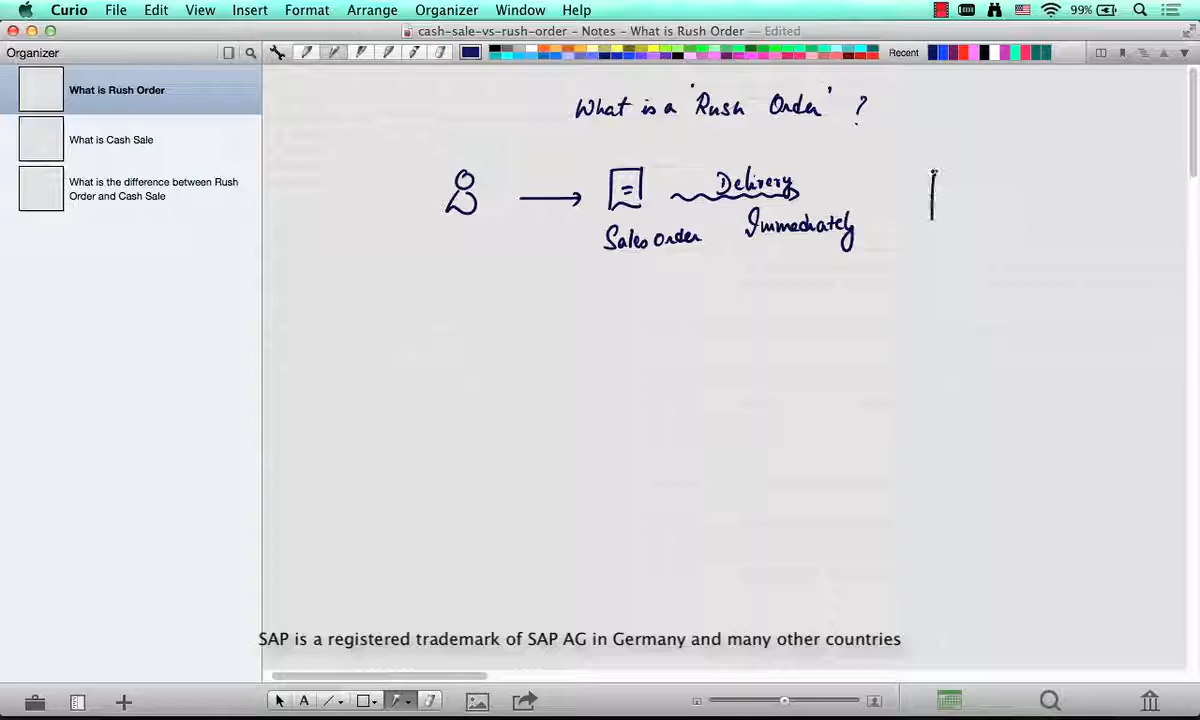 Curio File Edit View Insert Format Arrange Organizer Window Help 99%
cash-sale-vs-rush-order - Notes - What is Rush Order — Edited
Organizer
Recent
What is Rush Order
What is Cash Sale
What is the difference between Rush
Order and Cash Sale
What is a 'Rush Order' ?
Delivery
Immediately
Sales Order
SAP is a registered trademark of SAP AG in Germany and many other countries
A